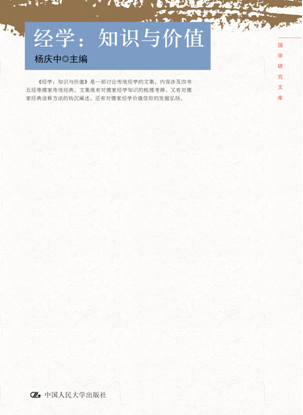 经学：知识与价值
杨庆中◎主编
《经学：知识与价值》是一部讨论传统经学的文集，内容涉及四书
五经等儒家传统经典。文集既有对儒家经学知识的梳理考辨，又有对儒
家经典诠释方法的钩沉阐述，还有对儒家经学价值信仰的发掘弘扬。
国学研究文库
中国人民大学出版社